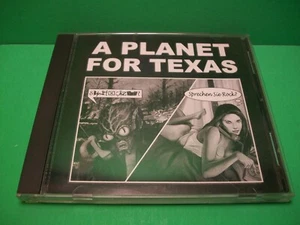 A PLANET
FOR TEXAS
Sprechen Sie Rock?